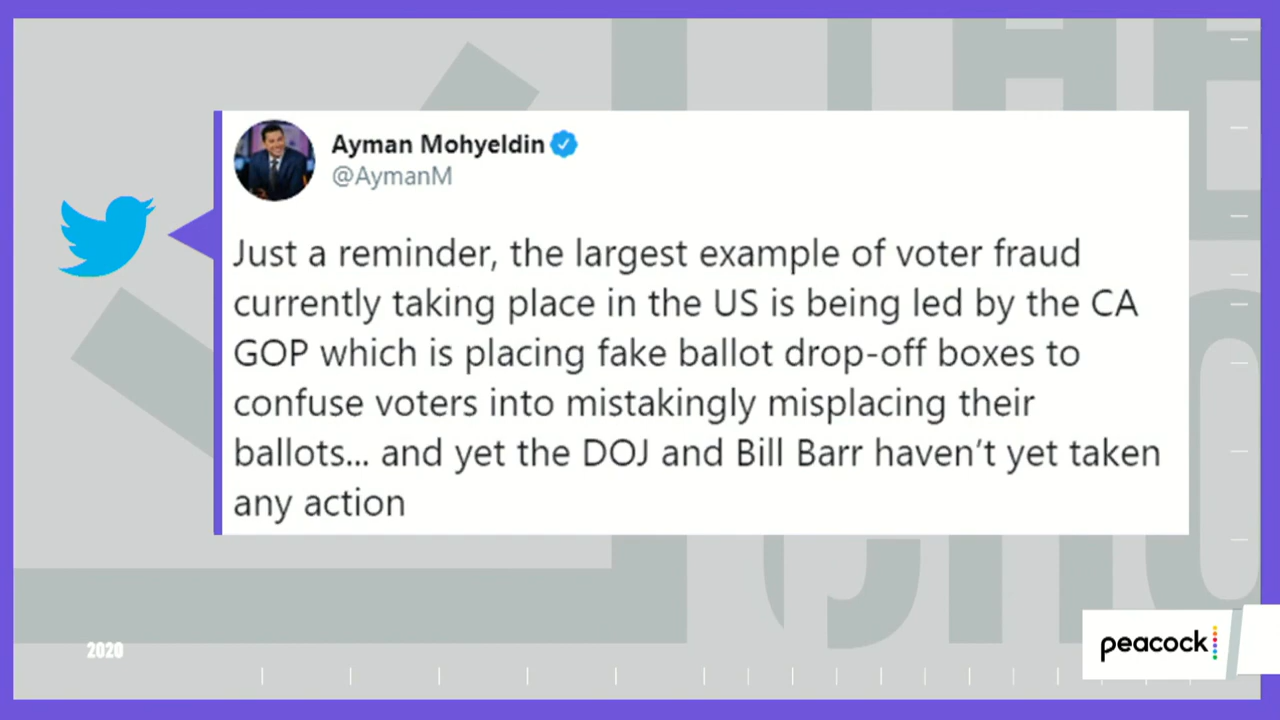 Ayman Mohyeldin
@AymanM
Just a reminder, the largest example of voter fraud
currently taking place in the US is being led by the CA
GOP which is placing fake ballot drop-off boxes to
confuse voters into mistakingly misplacing their
ballots... and yet the DOJ and Bill Barr haven't yet taken
any action
2020
peacock